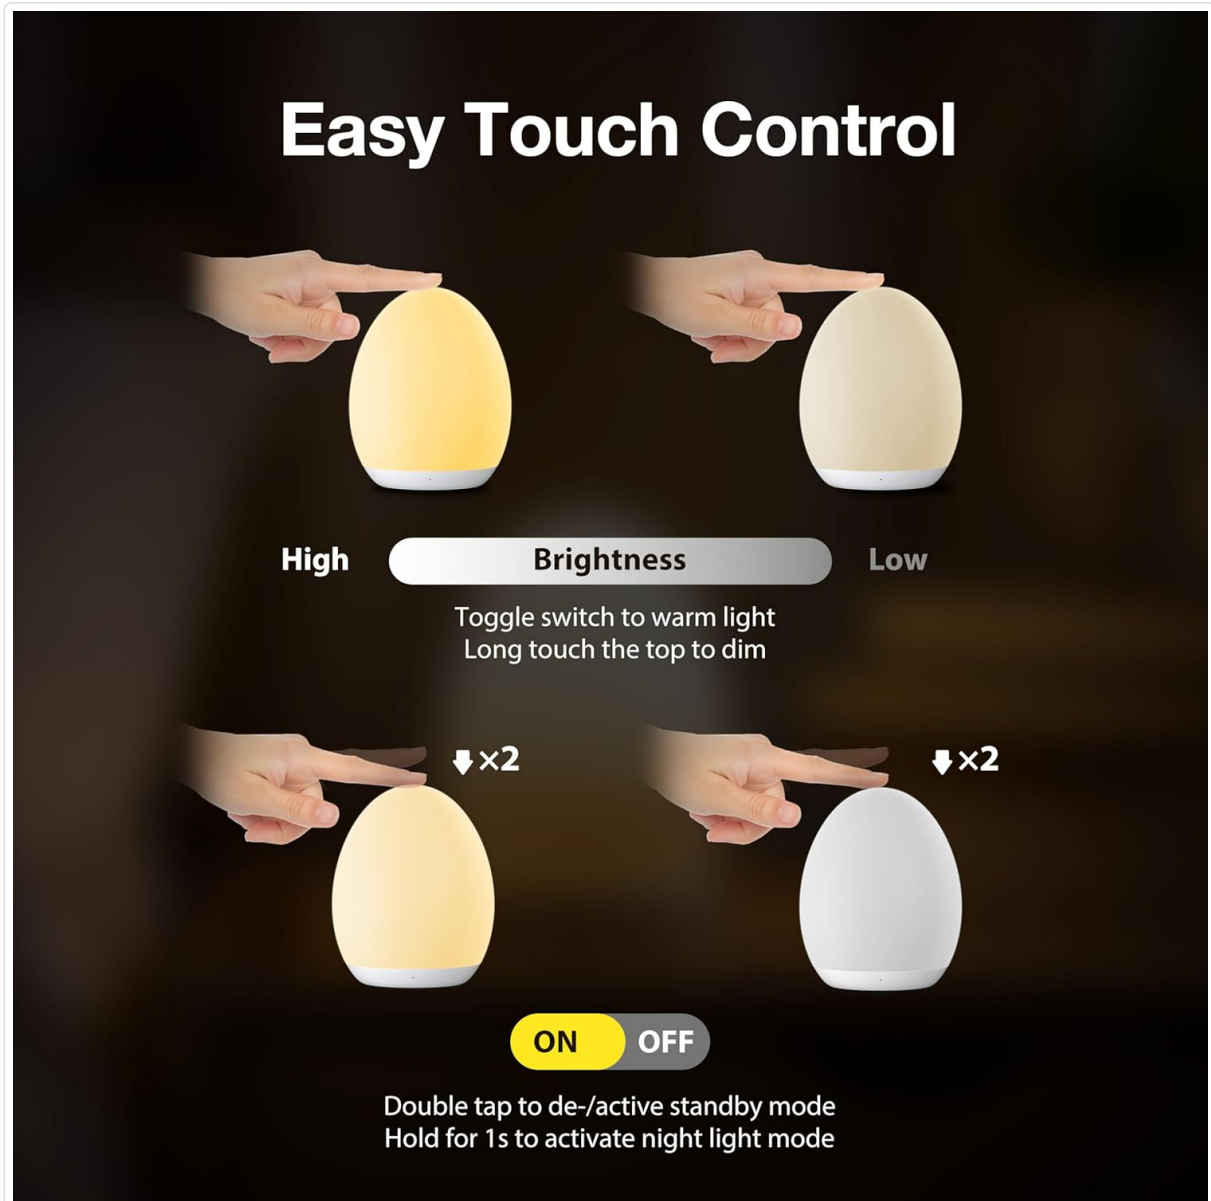 Easy Touch Control
High Brightness Low
Toggle switch to warm light
Long touch the top to dim
×2 ×2
ON OFF
Double tap to de-/active standby mode
Hold for 1s to activate night light mode